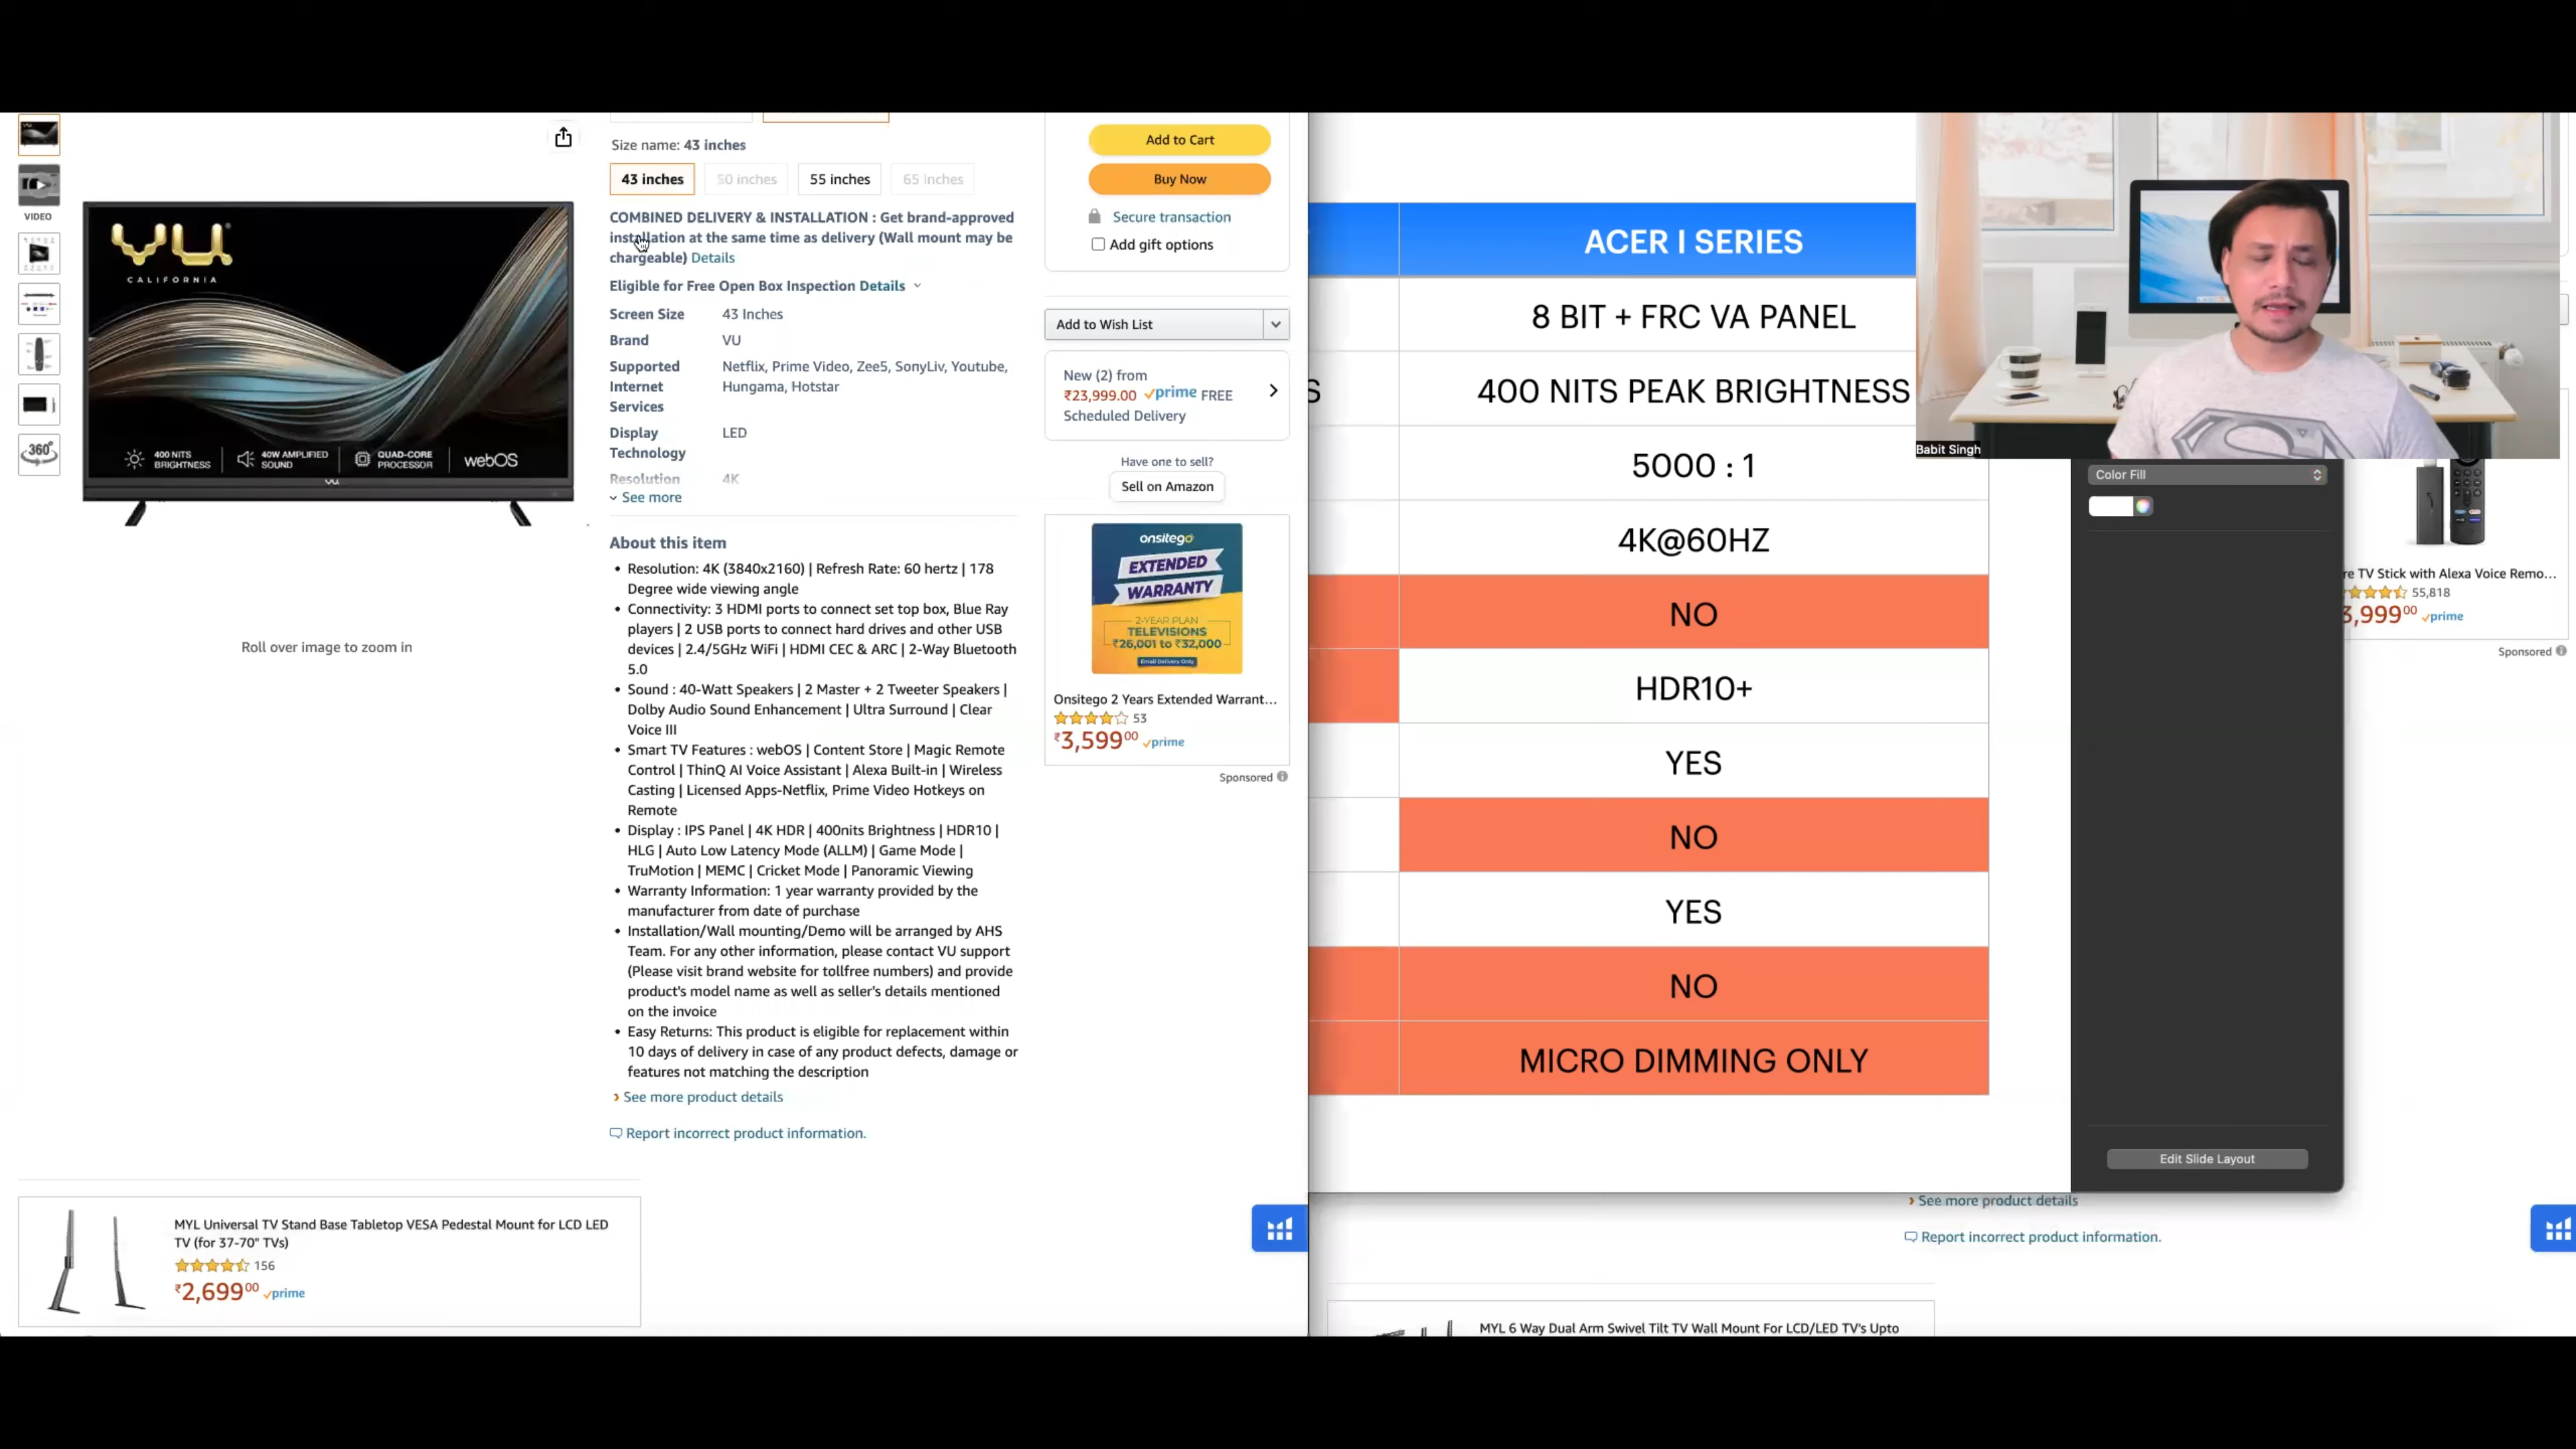 VIDEO
360°
VU
CALIFORNIA
400 NITS
BRIGHTNESS
40W AMPLIFIED
SOUND
QUAD-CORE
PROCESSOR
webOS
VU
Roll over image to zoom in
Size name: 43 inches
43 inches
50 inches
55 inches
65 inches
COMBINED DELIVERY & INSTALLATION : Get brand-approved
installation at the same time as delivery (Wall mount may be
chargeable) Details
Eligible for Free Open Box Inspection Details
Screen Size 43 Inches
Brand VU
Supported Netflix, Prime Video, Zee5, SonyLiv, Youtube,
Internet Hungama, Hotstar
Services
Display LED
Technology
Resolution 4K
See more
About this item
• Resolution: 4K (3840x2160) | Refresh Rate: 60 hertz | 178
Degree wide viewing angle
• Connectivity: 3 HDMI ports to connect set top box, Blue Ray
players | 2 USB ports to connect hard drives and other USB
devices | 2.4/5GHz WiFi | HDMI CEC & ARC | 2-Way Bluetooth
5.0
• Sound : 40-Watt Speakers | 2 Master + 2 Tweeter Speakers |
Dolby Audio Sound Enhancement | Ultra Surround | Clear
Voice III
• Smart TV Features : webOS | Content Store | Magic Remote
Control | ThinQ AI Voice Assistant | Alexa Built-in | Wireless
Casting | Licensed Apps-Netflix, Prime Video Hotkeys on
Remote
• Display : IPS Panel | 4K HDR | 400nits Brightness | HDR10 |
HLG | Auto Low Latency Mode (ALLM) | Game Mode |
TruMotion | MEMC | Cricket Mode | Panoramic Viewing
• Warranty Information: 1 year warranty provided by the
manufacturer from date of purchase
• Installation/Wall mounting/Demo will be arranged by AHS
Team. For any other information, please contact VU support
(Please visit brand website for tollfree numbers) and provide
product's model name as well as seller's details mentioned
on the invoice
• Easy Returns: This product is eligible for replacement within
10 days of delivery in case of any product defects, damage or
features not matching the description
› See more product details
Report incorrect product information.
MYL Universal TV Stand Base Tabletop VESA Pedestal Mount for LCD LED
TV (for 37-70" TVs)
156
₹2,699⁰⁰ prime
Add to Cart
Buy Now
Secure transaction
Add gift options
Add to Wish List
New (2) from
₹23,999.00 prime FREE
Scheduled Delivery
Have one to sell?
Sell on Amazon
onsitego
EXTENDED
WARRANTY
2-YEAR PLAN
TELEVISIONS
₹26,001 to ₹32,000
Email Delivery Only
Onsitego 2 Years Extended Warrant...
53
₹3,599⁰⁰ prime
Sponsored
S
ACER I SERIES
8 BIT + FRC VA PANEL
400 NITS PEAK BRIGHTNESS
5000 : 1
4K@60HZ
NO
HDR10+
YES
NO
YES
NO
MICRO DIMMING ONLY
Babit Singh
Color Fill
Edit Slide Layout
re TV Stick with Alexa Voice Remo...
55,818
3,999⁰⁰ prime
Sponsored
› See more product details
Report incorrect product information.
MYL 6 Way Dual Arm Swivel Tilt TV Wall Mount For LCD/LED TV's Upto